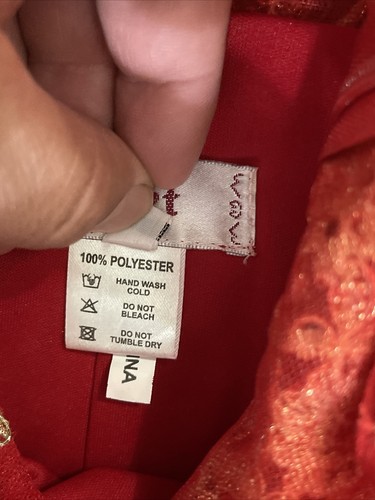 100% POLYESTER
HAND WASH
COLD
DO NOT
BLEACH
DO NOT
TUMBLE DRY